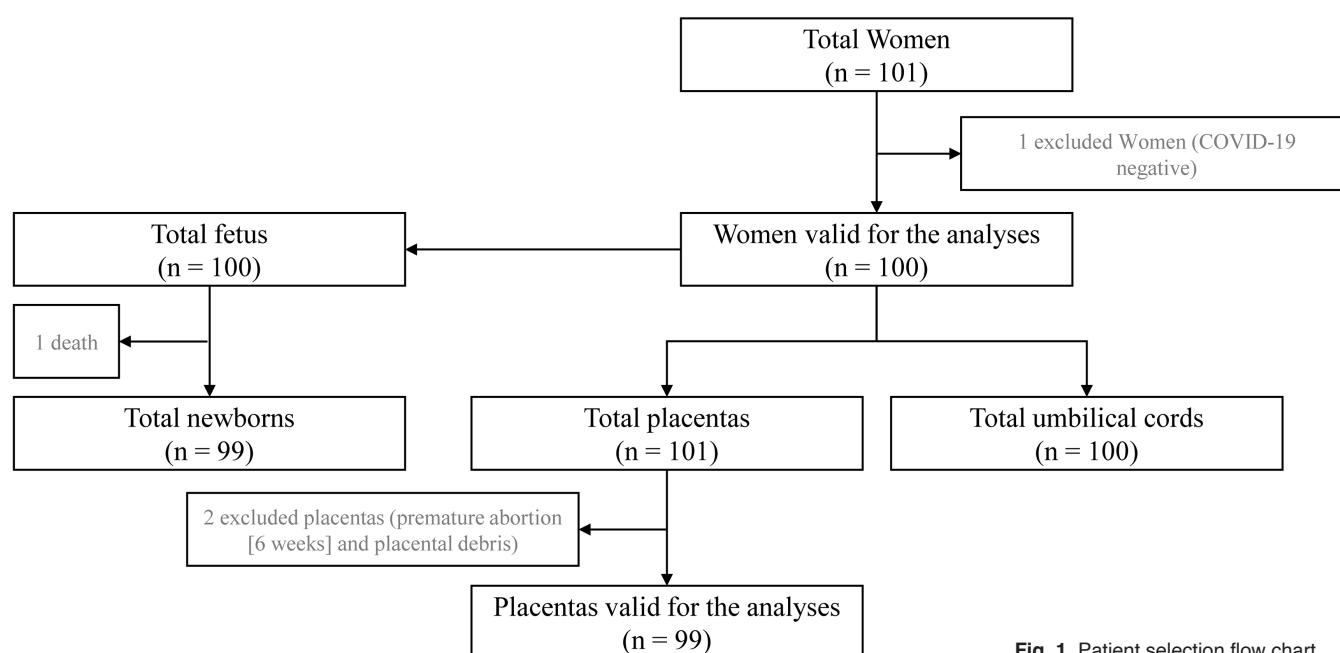 Total Women
(n = 101)
1 excluded Women (COVID-19
negative)
Total fetus
(n = 100)
Women valid for the analyses
(n = 100)
1 death
Total newborns
(n = 99)
Total placentas
(n = 101)
Total umbilical cords
(n = 100)
2 excluded placentas (premature abortion
[6 weeks] and placental debris)
Placentas valid for the analyses
(n = 99)
Fig. 1 Patient selection flow chart